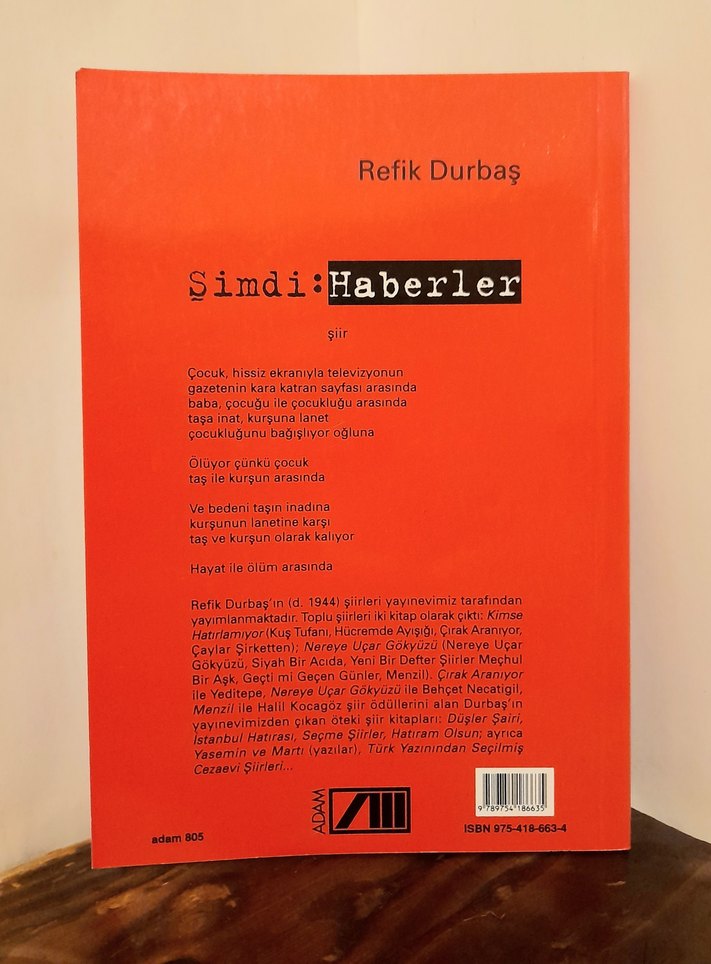 Refik Durbaş
Şimdi:Haberler
şiir
Çocuk, hissiz ekranıyla televizyonun
gazetenin kara katran sayfası arasında
baba, çocuğu ile çocukluğu arasında
taşa inat, kurşuna lanet
çocukluğunu bağışlıyor oğluna
Ölüyor çünkü çocuk
taş ile kurşun arasında
Ve bedeni taşın inadına
kurşunun lanetine karşı
taş ve kurşun olarak kalıyor
Hayat ile ölüm arasında
Refik Durbaş'ın (d. 1944) şiirleri yayınevimiz tarafından
yayımlanmaktadır. Toplu şiirleri iki kitap olarak çıktı: Kimse
Hatırlamıyor (Kuş Tufanı, Hücremde Ayışığı, Çırak Aranıyor,
Çaylar Şirketten); Nereye Uçar Gökyüzü (Nereye Uçar
Gökyüzü, Siyah Bir Acıda, Yeni Bir Defter Şiirler Meçhul
Bir Aşk, Geçti mi Geçen Günler, Menzil). Çırak Aranıyor
ile Yeditepe, Nereye Uçar Gökyüzü ile Behçet Necatigil,
Menzil ile Halil Kocagöz şiir ödüllerini alan Durbaş'ın
yayınevimizden çıkan öteki şiir kitapları: Düşler Şairi,
İstanbul Hatırası, Seçme Şiirler, Hatıram Olsun; ayrıca
Yasemin ve Martı (yazılar), Türk Yazınından Seçilmiş
Cezaevi Şiirleri...
adam 805
ADAM
9 789754 186635
ISBN 975-418-663-4